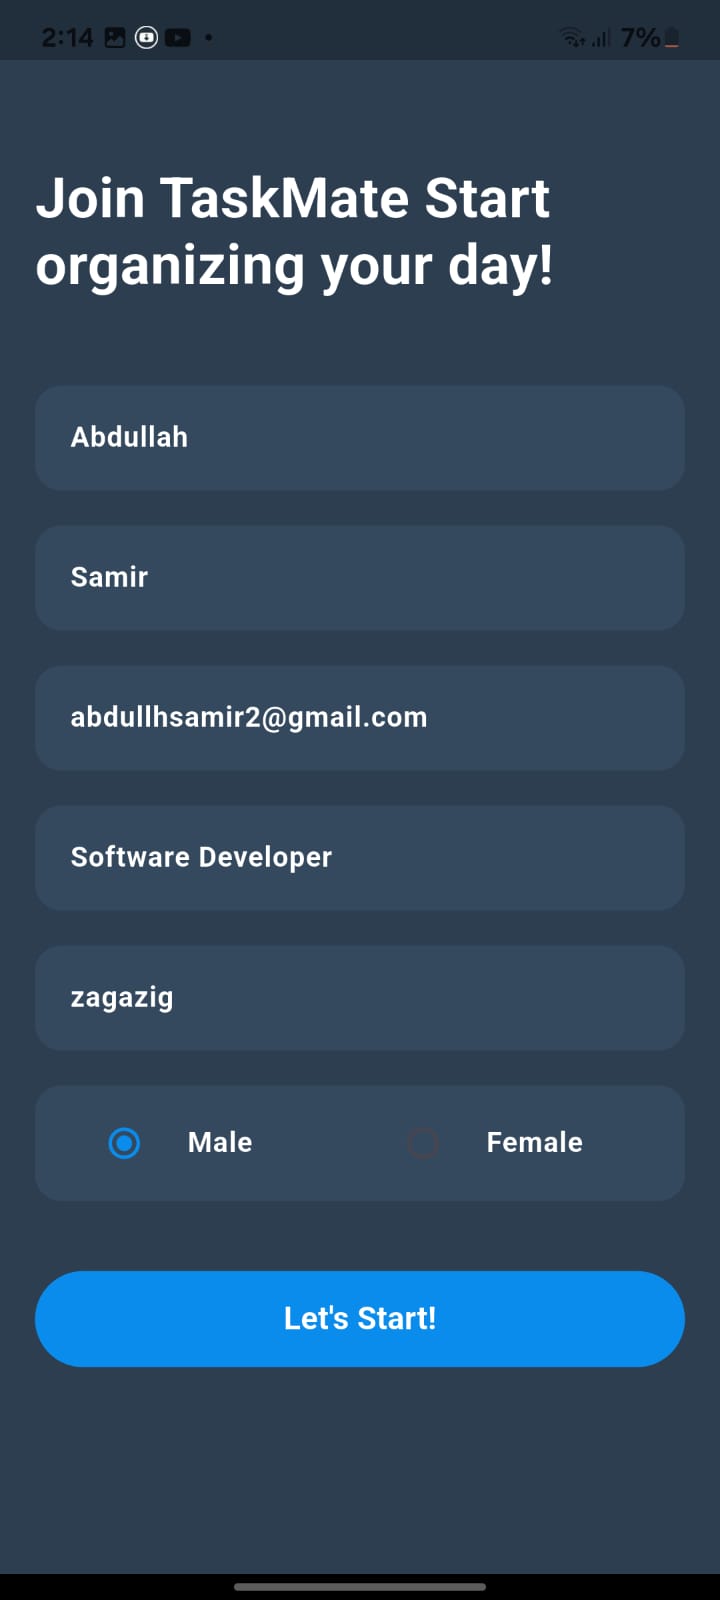 2:14
7%
Join TaskMate Start
organizing your day!
Abdullah
Samir
abdullhsamir2@gmail.com
Software Developer
zagazig
Male Female
Let's Start!